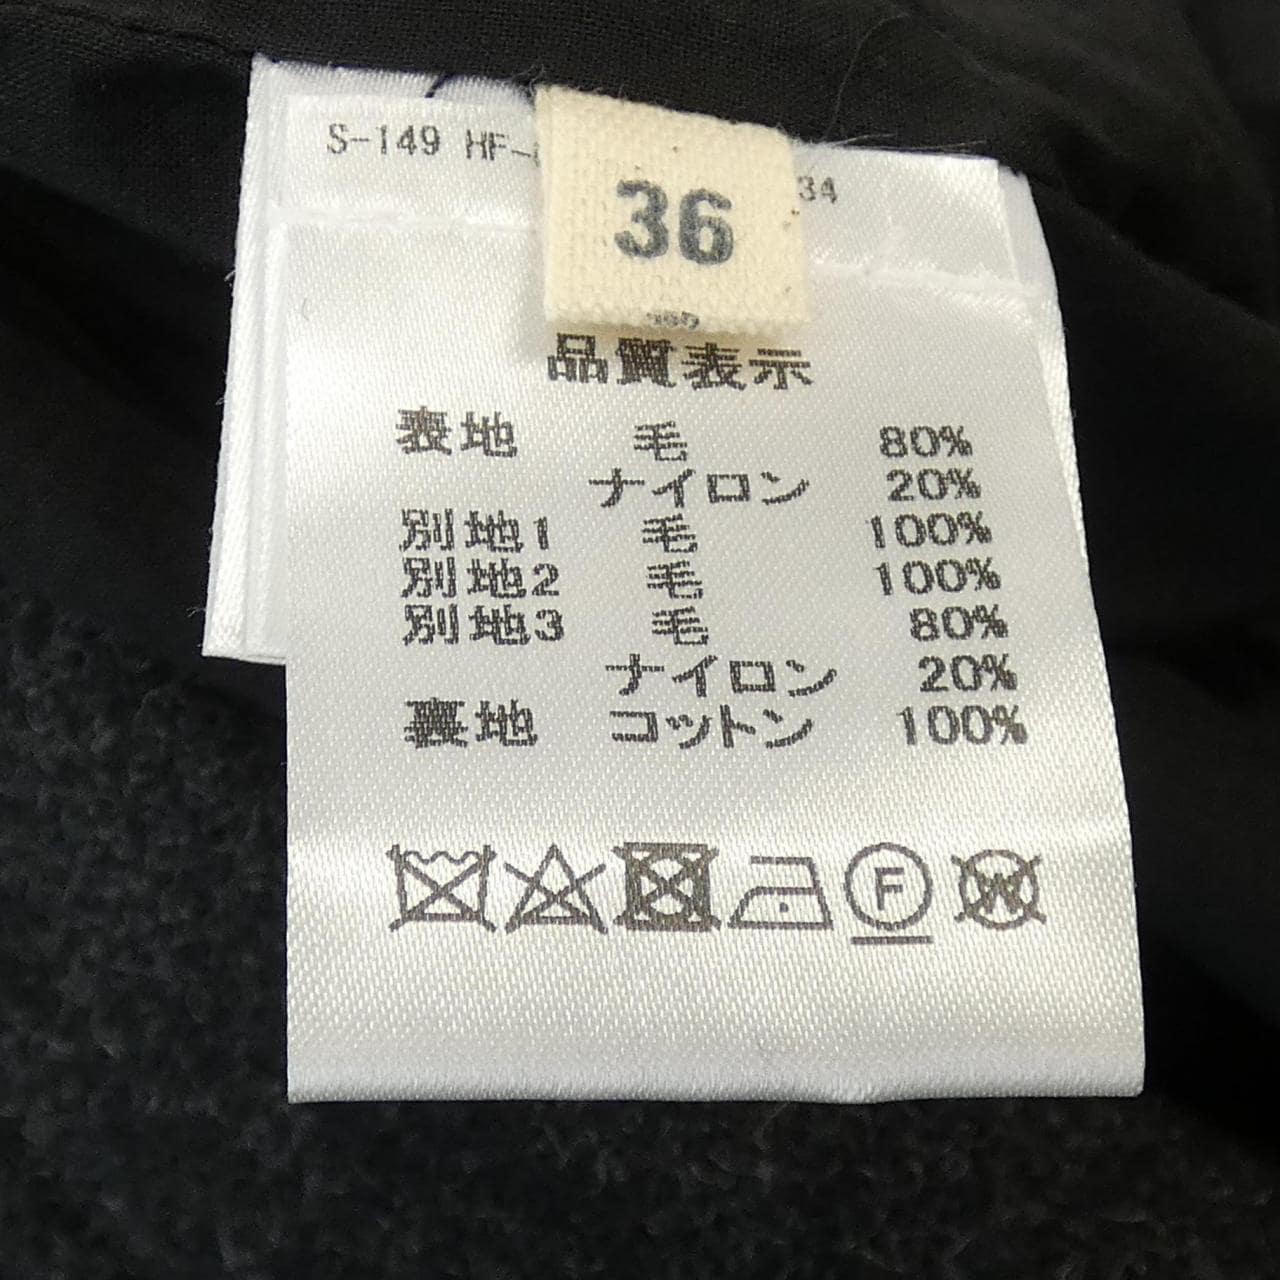 S-149 HF-
34
36
品質表示
表地 毛 80%
ナイロン 20%
別地1 毛 100%
別地2 毛 100%
別地3 毛 80%
ナイロン 20%
裏地 コットン 100%
F W